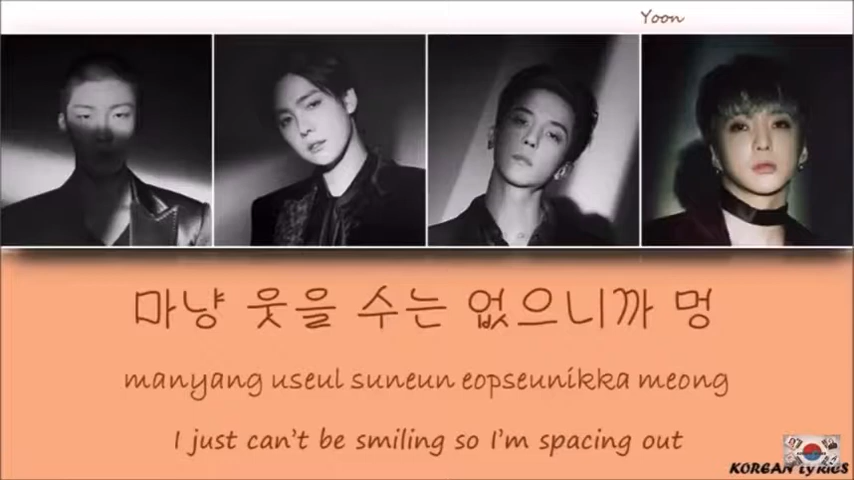 Yoon
마냥 웃을 수는 없으니까 멍
manyang useul suneun eopseunikka meong
I just can't be smiling so I'm spacing out
KOREAN LYRICS